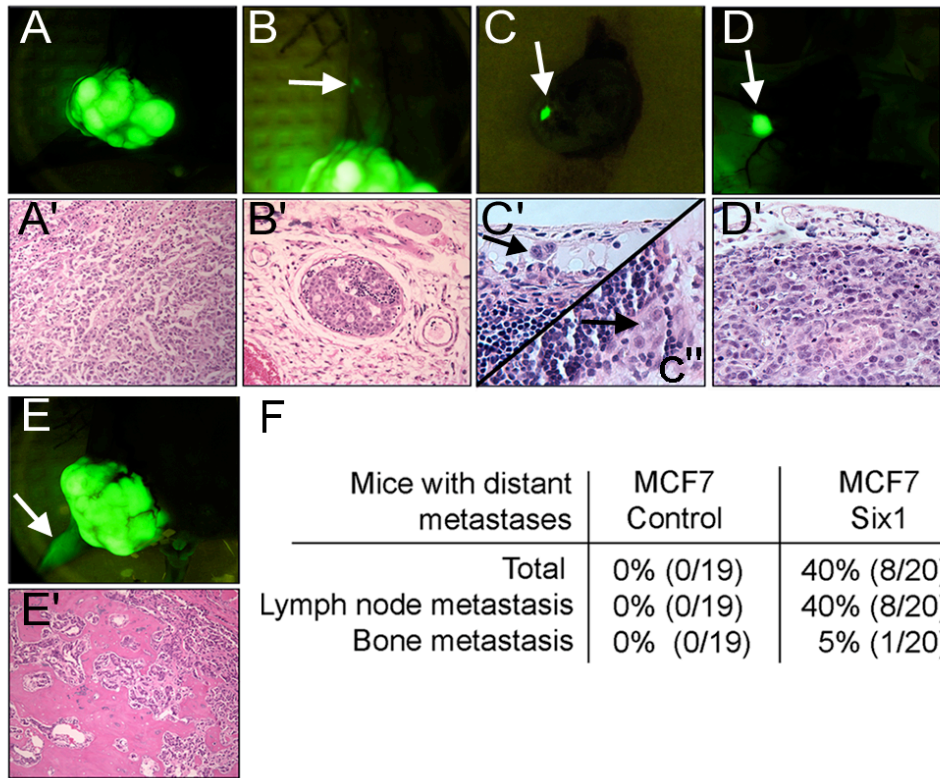 A
B
C
D
A'
B'
C'
C''
D'
E
F
E'
Mice with distant metastases MCF7 Control MCF7 Six1
Total 0% (0/19) 40% (8/20)
Lymph node metastasis 0% (0/19) 40% (8/20)
Bone metastasis 0% (0/19) 5% (1/20)